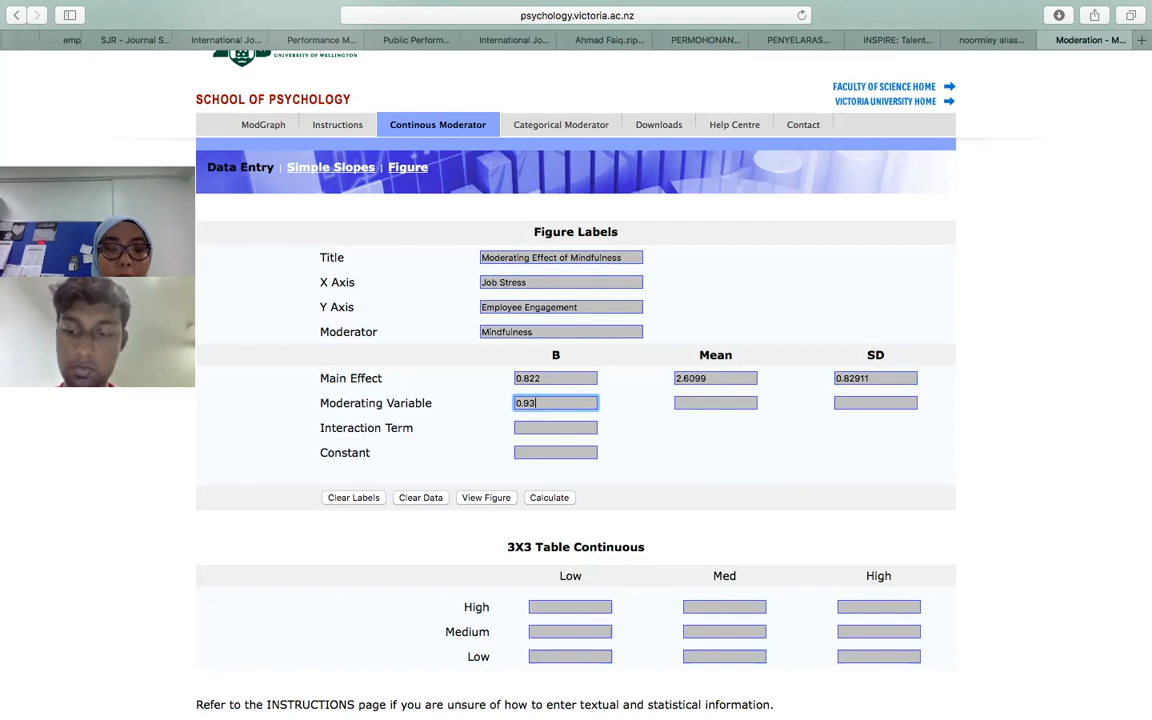 psychology.victoria.ac.nz
emp SJR - Journal S... International Jo... Performance M... Public Perform... International Jo... Ahmad Faiq.zip... PERMOHONAN... PENYELARAS... INSPIRE: Talent... noormiey alias... Moderation - M...
UNIVERSITY OF WELLINGTON
FACULTY OF SCIENCE HOME
SCHOOL OF PSYCHOLOGY
VICTORIA UNIVERSITY HOME
ModGraph Instructions Continous Moderator Categorical Moderator Downloads Help Centre Contact
Data Entry | Simple Slopes | Figure
Figure Labels
Title Moderating Effect of Mindfulness
X Axis Job Stress
Y Axis Employee Engagement
Moderator Mindfulness
B Mean SD
Main Effect 0.822 2.6099 0.82911
Moderating Variable 0.93
Interaction Term
Constant
Clear Labels Clear Data View Figure Calculate
3X3 Table Continuous
Low Med High
High
Medium
Low
Refer to the INSTRUCTIONS page if you are unsure of how to enter textual and statistical information.